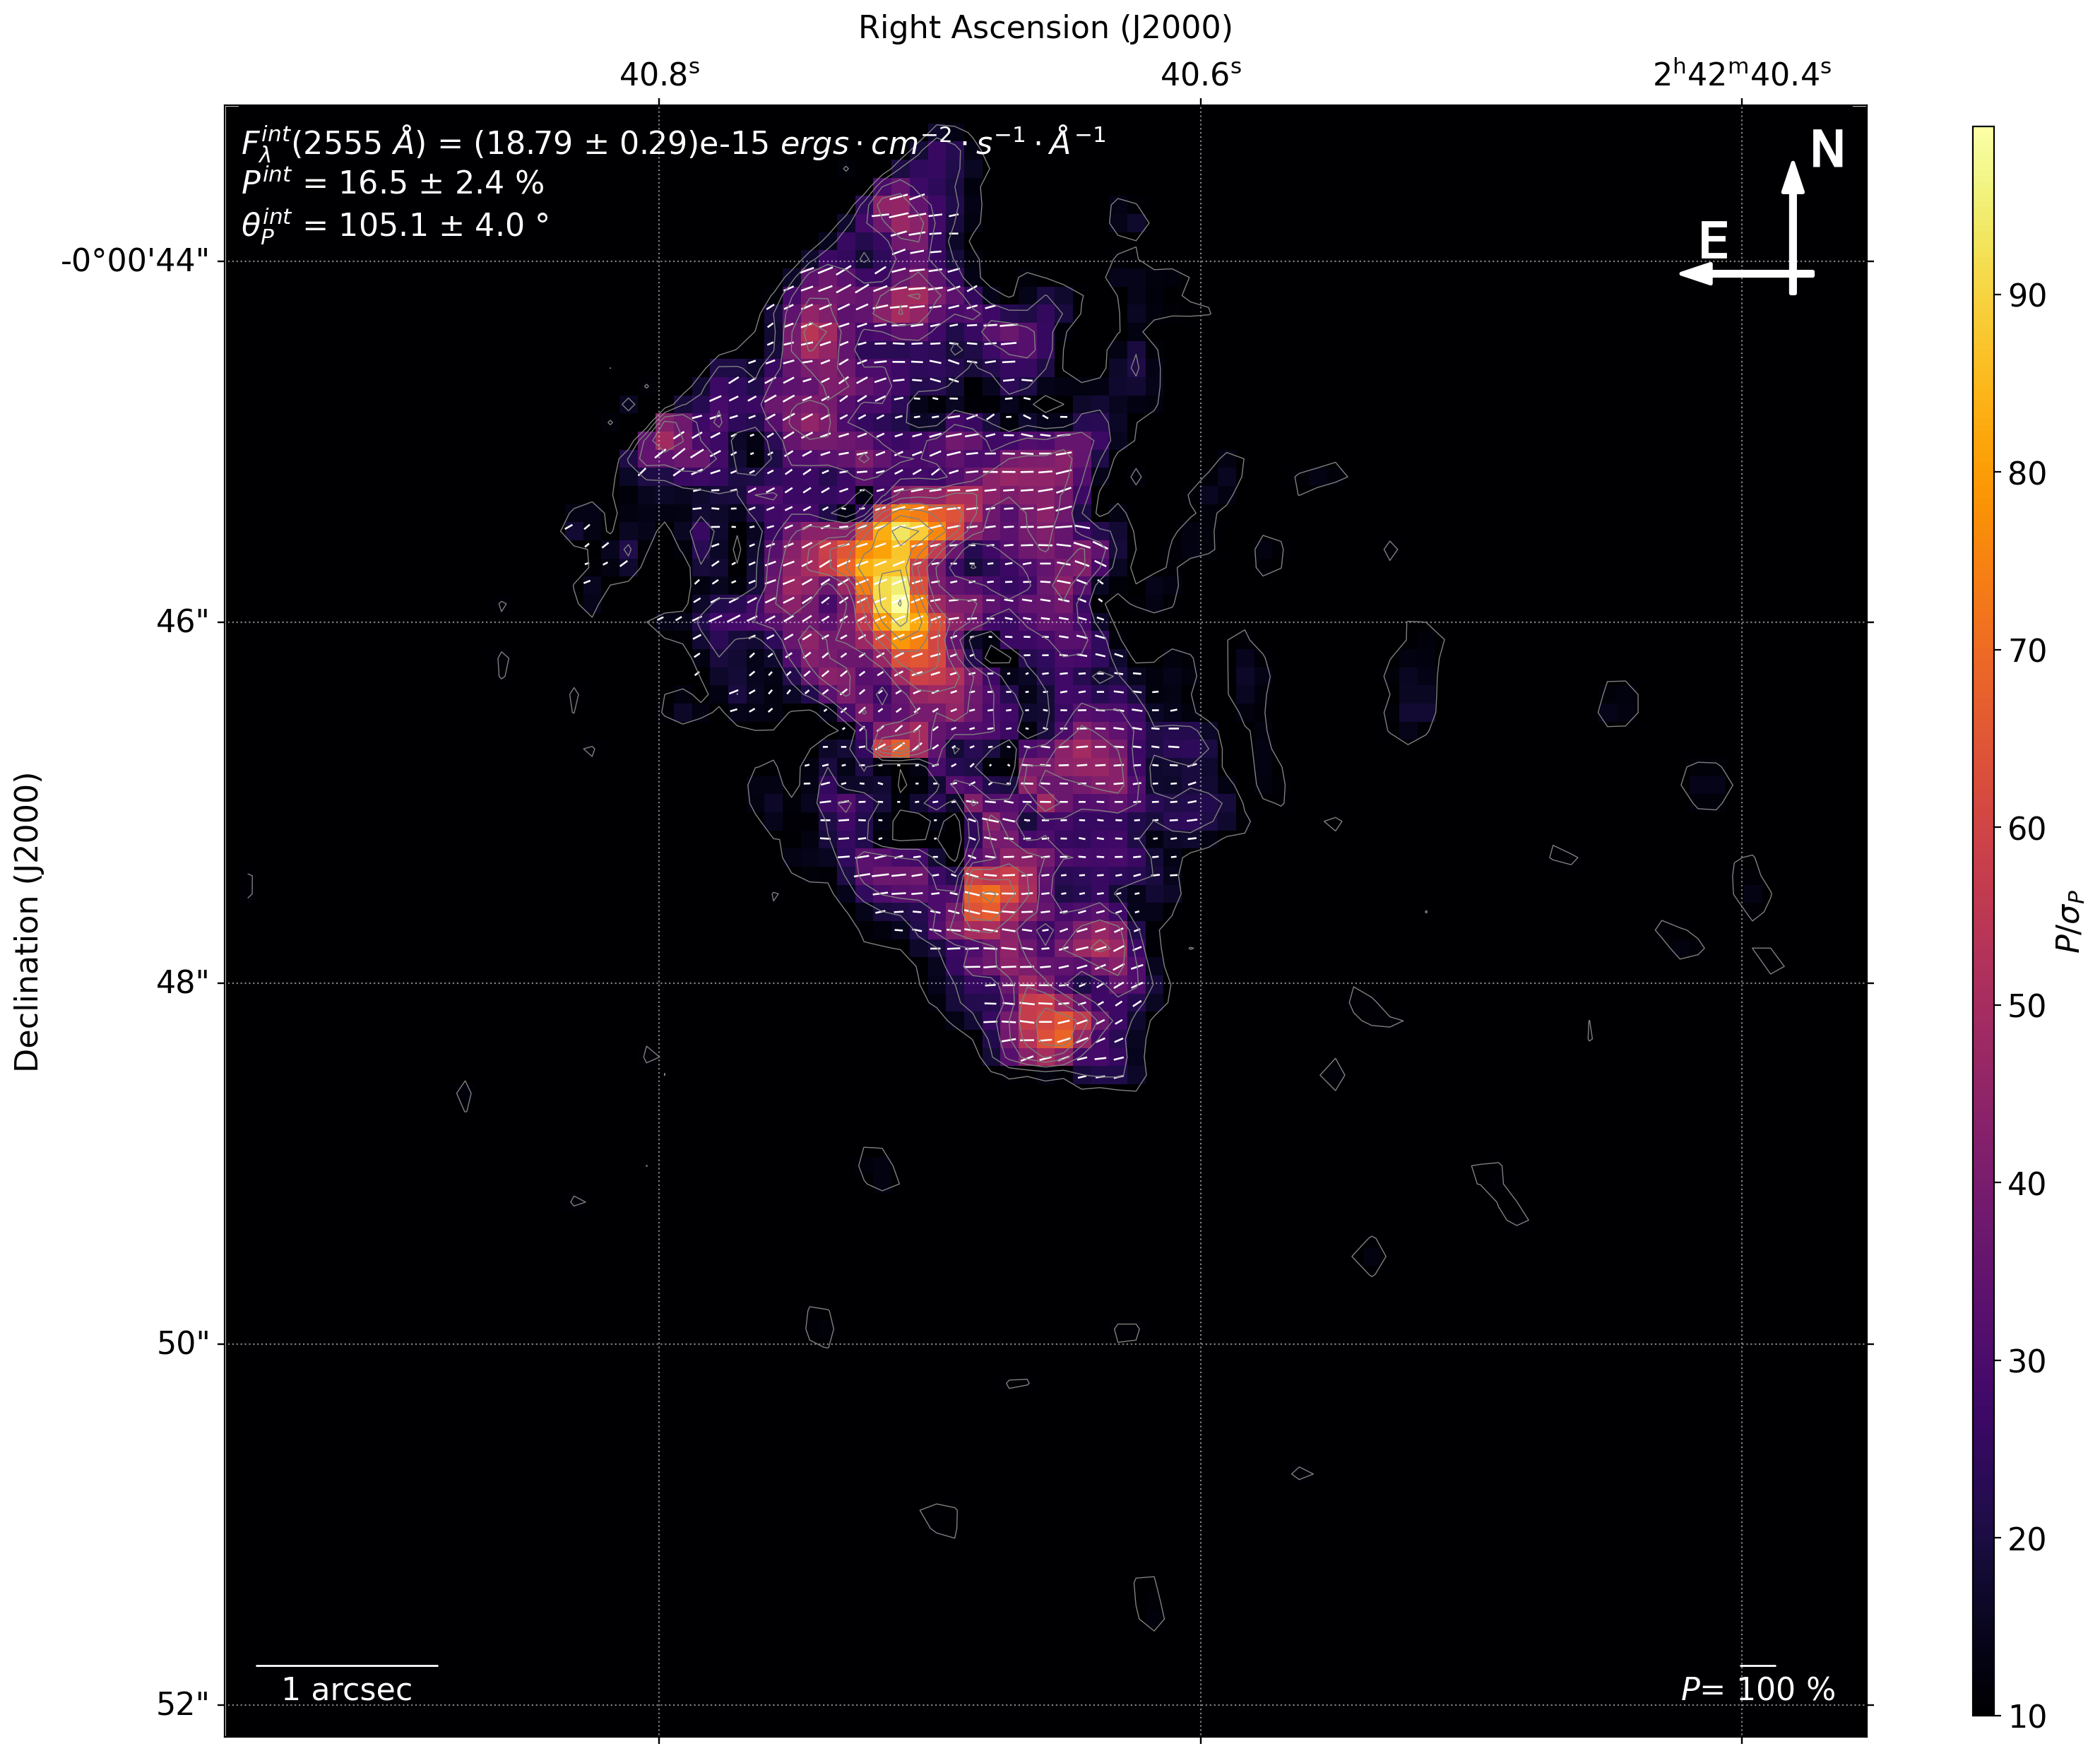 Right Ascension (J2000)
40.8ˢ 40.6ˢ 2ʰ42ᵐ40.4ˢ
F_λ^int(2555 Å) = (18.79 ± 0.29)e-15 ergs · cm⁻² · s⁻¹ · Å⁻¹
P^int = 16.5 ± 2.4 %
θ_P^int = 105.1 ± 4.0 °
N
E
-0°00'44"
46"
48"
50"
52"
Declination (J2000)
1 arcsec
P= 100 %
90
80
70
60
50
40
30
20
10
P/σ_P